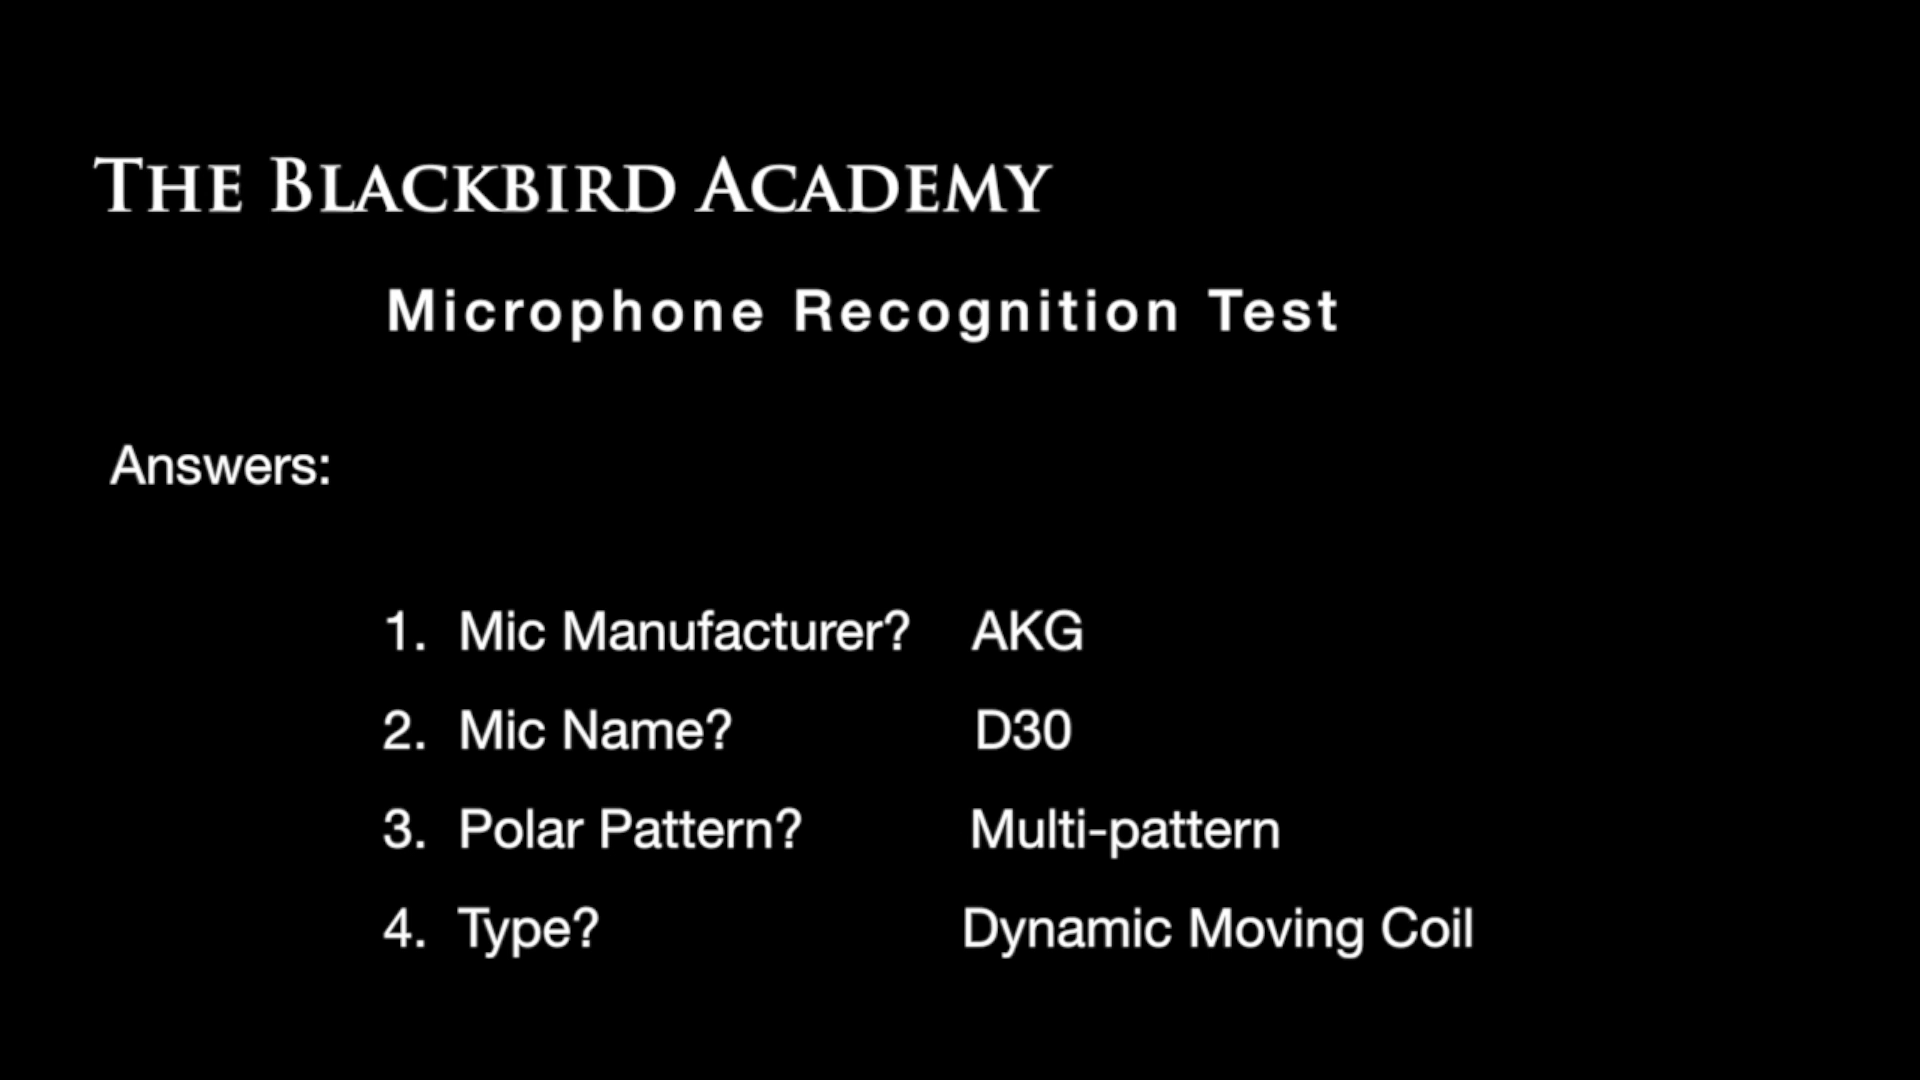 THE BLACKBIRD ACADEMY
Microphone Recognition Test
Answers:
1. Mic Manufacturer? AKG
2. Mic Name? D30
3. Polar Pattern? Multi-pattern
4. Type? Dynamic Moving Coil